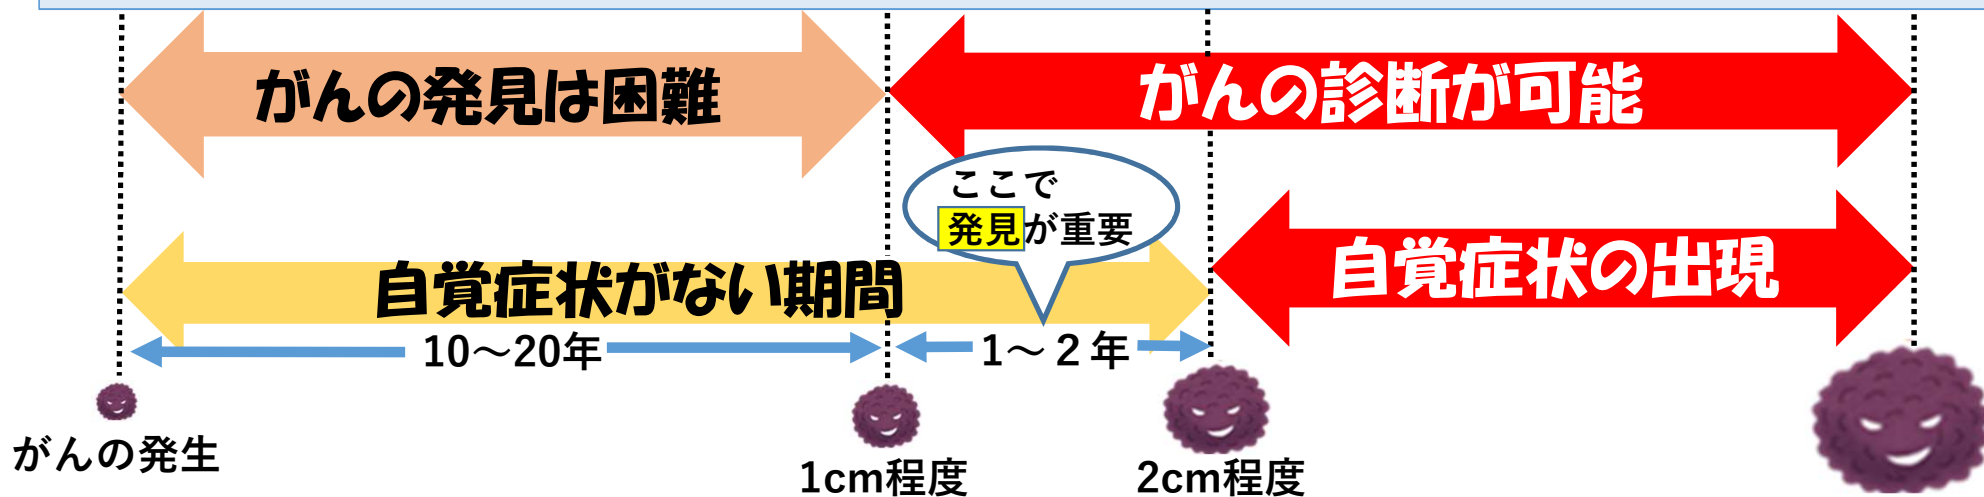 がんの発見は困難
がんの診断が可能
ここで
発見が重要
自覚症状がない期間
自覚症状の出現
10～20年
1～２年
がんの発生
1cm程度
2cm程度